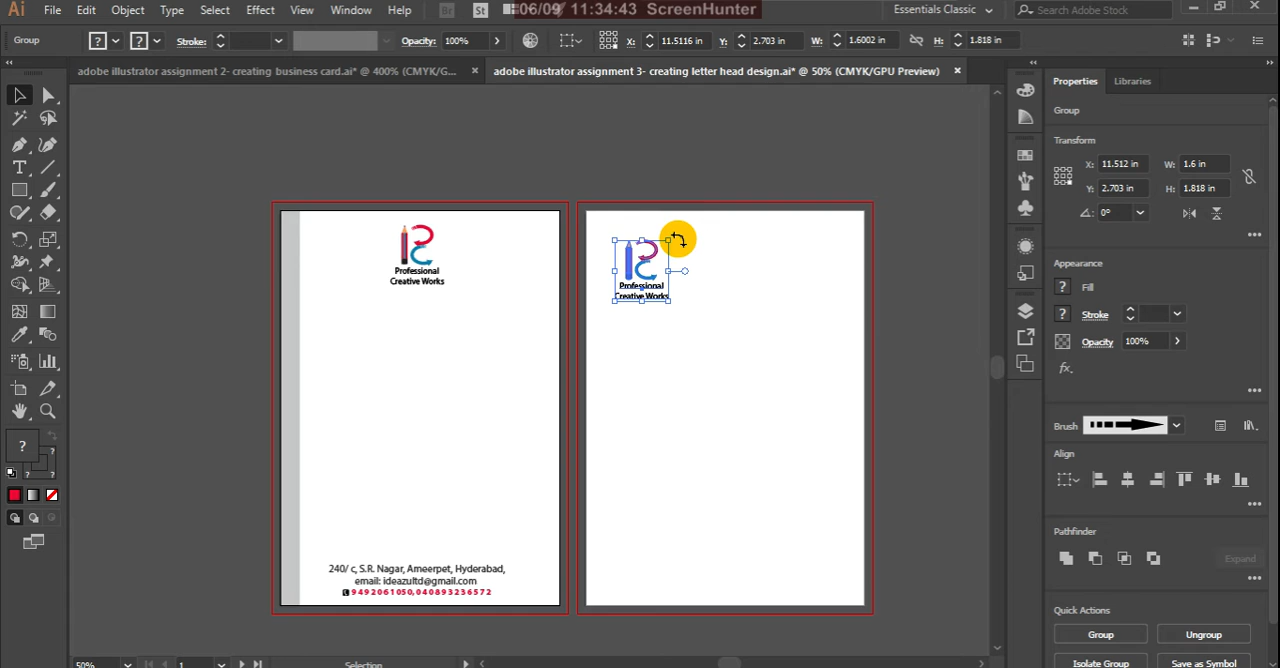 Ai File Edit Object Type Select Effect View Window Help Br St 06/09 11:34:43 ScreenHunter Essentials Classic Search Adobe Stock
Group ? ? Stroke: Opacity: 100% X: 11.5116 in Y: 2.703 in W: 1.6002 in H: 1.818 in
adobe illustrator assignment 2- creating business card.ai* @ 400% (CMYK/G... × adobe illustrator assignment 3- creating letter head design.ai* @ 50% (CMYK/GPU Preview) ×
Properties Libraries
Group
Transform
X: 11.512 in W: 1.6 in
Y: 2.703 in H: 1.818 in
0°
Appearance
? Fill
? Stroke
Opacity 100%
fx.
Brush
Align
Pathfinder
Expand
Quick Actions
Group Ungroup
Isolate Group Save as Symbol
Professional
Creative Works
Professional
Creative Works
240/ c, S.R. Nagar, Ameerpet, Hyderabad,
email: ideazultd@gmail.com
9492061050,040893236572
50% 1 Selection